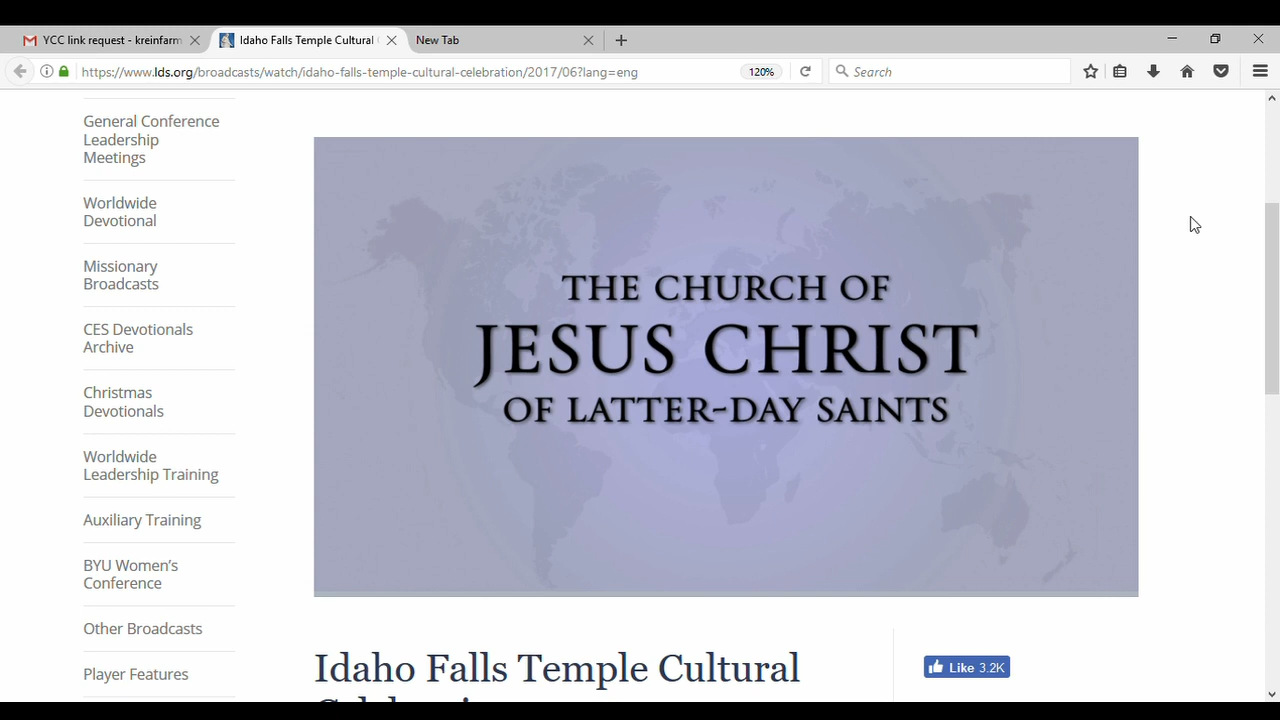 YCC link request - kreinfarm
Idaho Falls Temple Cultural
New Tab
https://www.lds.org/broadcasts/watch/idaho-falls-temple-cultural-celebration/2017/06?lang=eng
120%
Search
General Conference
Leadership
Meetings
Worldwide
Devotional
Missionary
Broadcasts
CES Devotionals
Archive
Christmas
Devotionals
Worldwide
Leadership Training
Auxiliary Training
BYU Women's
Conference
Other Broadcasts
Player Features
THE CHURCH OF
JESUS CHRIST
OF LATTER-DAY SAINTS
Idaho Falls Temple Cultural
Like 3.2K